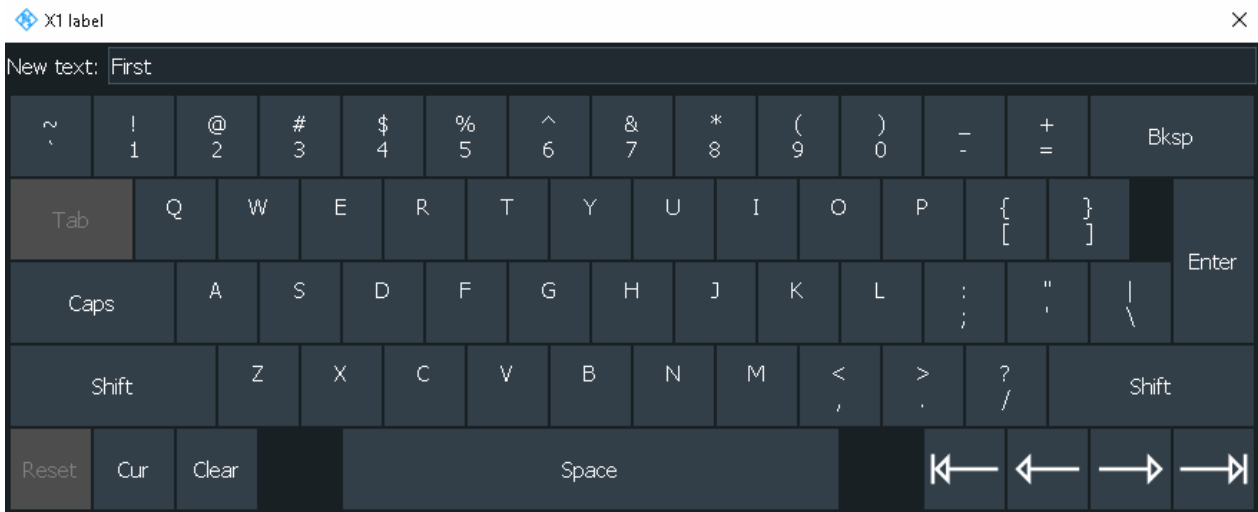 X1 label
New text: First
~ ! @ # $ % ^ & * ( ) _ +
` 1 2 3 4 5 6 7 8 9 0 - = Bksp
Tab Q W E R T Y U I O P { }
[ ]
Enter
Caps A S D F G H J K L : " |
; ' \
Shift Z X C V B N M < > ? Shift
, . /
Reset Cur Clear Space